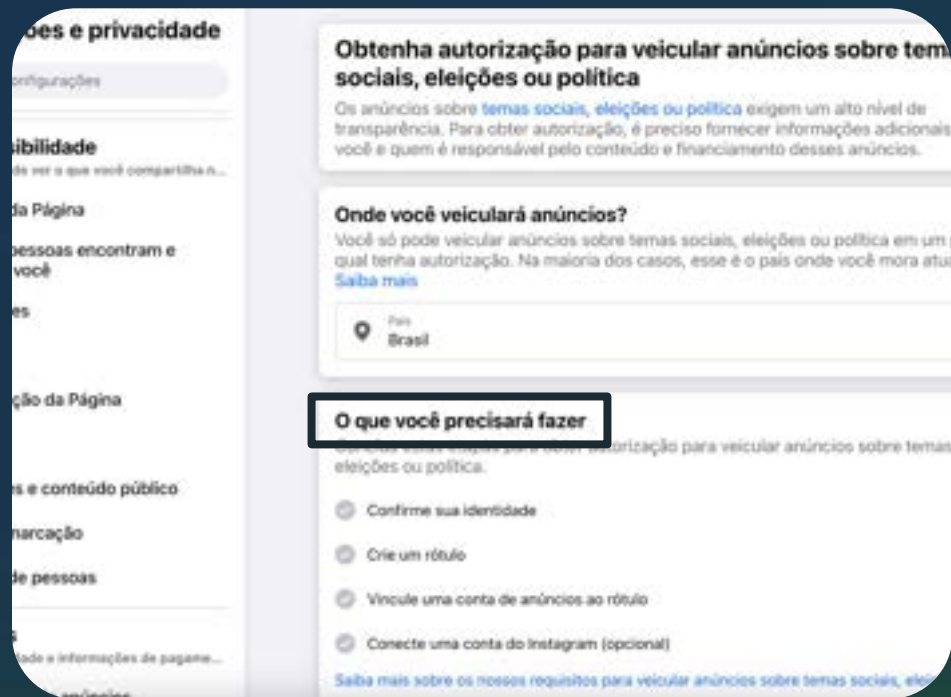 ões e privacidade
onfigurações
ibilidade
de ver o que você compartilha n...
da Página
pessoas encontram e
você
es
ção da Página
s e conteúdo público
marcação
de pessoas
s
dade e informações de pagame...
anúncios
Obtenha autorização para veicular anúncios sobre tema
sociais, eleições ou política
Os anúncios sobre temas sociais, eleições ou política exigem um alto nível de
transparência. Para obter autorização, é preciso fornecer informações adicionais
você e quem é responsável pelo conteúdo e financiamento desses anúncios.
Onde você veiculará anúncios?
Você só pode veicular anúncios sobre temas sociais, eleições ou política em um
qual tenha autorização. Na maioria dos casos, esse é o país onde você mora atua
Saiba mais
País
Brasil
O que você precisará fazer
autorização para veicular anúncios sobre temas
eleições ou política.
Confirme sua identidade
Crie um rótulo
Vincule uma conta de anúncios ao rótulo
Conecte uma conta do Instagram (opcional)
Saiba mais sobre os nossos requisitos para veicular anúncios sobre temas sociais, elei